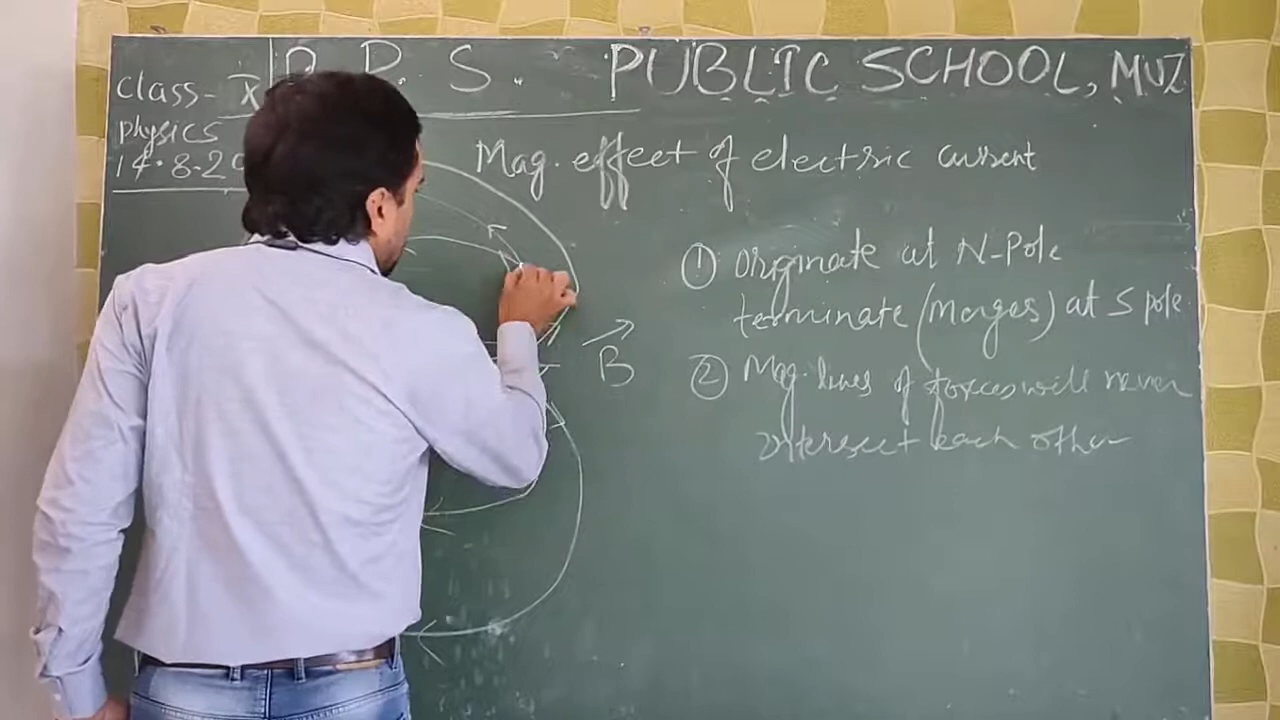 class- X
physics
14.8.20
D. P. S. PUBLIC SCHOOL, MUZ
Mag. effect of electric current
① originate at N-Pole
terminate (Marges) at S pole
② Mag. lines of forces will never
intersect each other
B